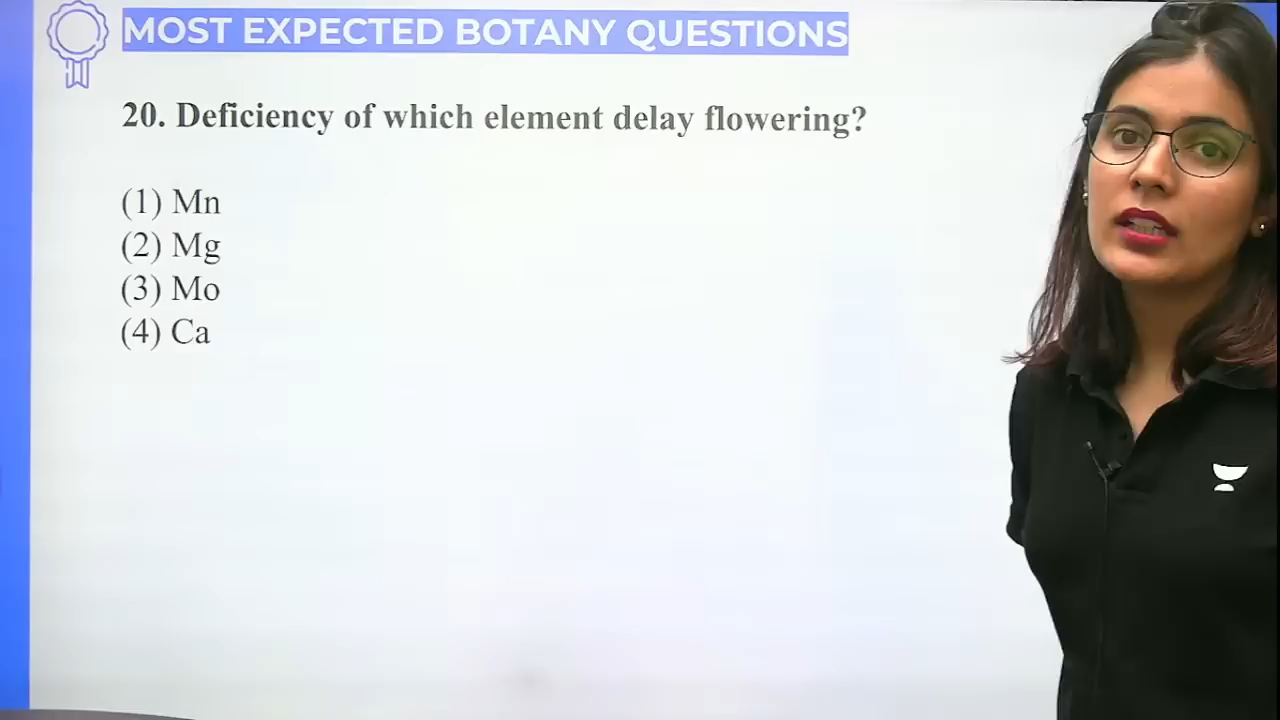 MOST EXPECTED BOTANY QUESTIONS
20. Deficiency of which element delay flowering?
(1) Mn
(2) Mg
(3) Mo
(4) Ca